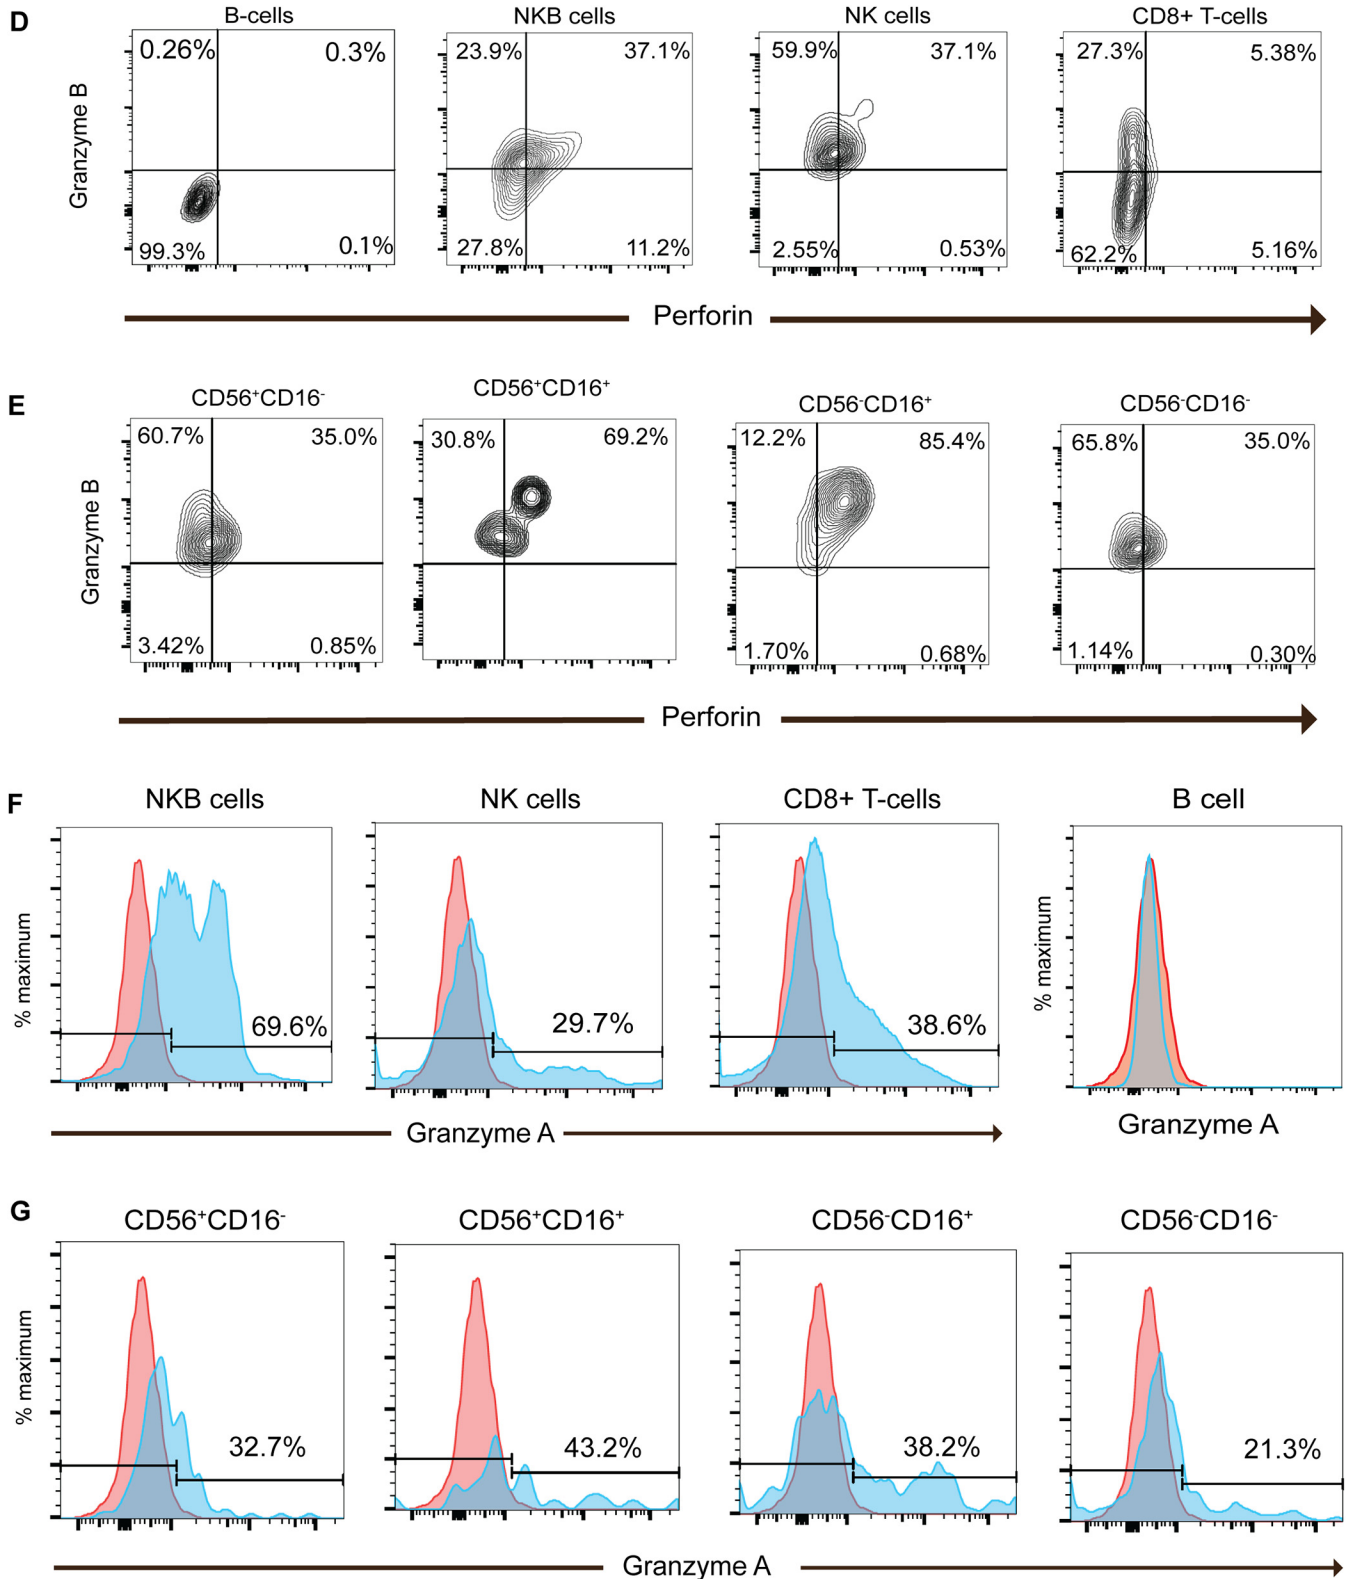 D
B-cells
NKB cells
NK cells
CD8+ T-cells
Granzyme B
0.26%
0.3%
99.3%
0.1%
23.9%
37.1%
27.8%
11.2%
59.9%
37.1%
2.55%
0.53%
27.3%
5.38%
62.2%
5.16%
Perforin
E
CD56⁺CD16⁻
CD56⁺CD16⁺
CD56⁻CD16⁺
CD56⁻CD16⁻
Granzyme B
60.7%
35.0%
3.42%
0.85%
30.8%
69.2%
12.2%
85.4%
1.70%
0.68%
65.8%
35.0%
1.14%
0.30%
Perforin
F
NKB cells
NK cells
CD8+ T-cells
B cell
% maximum
69.6%
29.7%
38.6%
% maximum
Granzyme A
Granzyme A
G
CD56⁺CD16⁻
CD56⁺CD16⁺
CD56⁻CD16⁺
CD56⁻CD16⁻
% maximum
32.7%
43.2%
38.2%
21.3%
Granzyme A